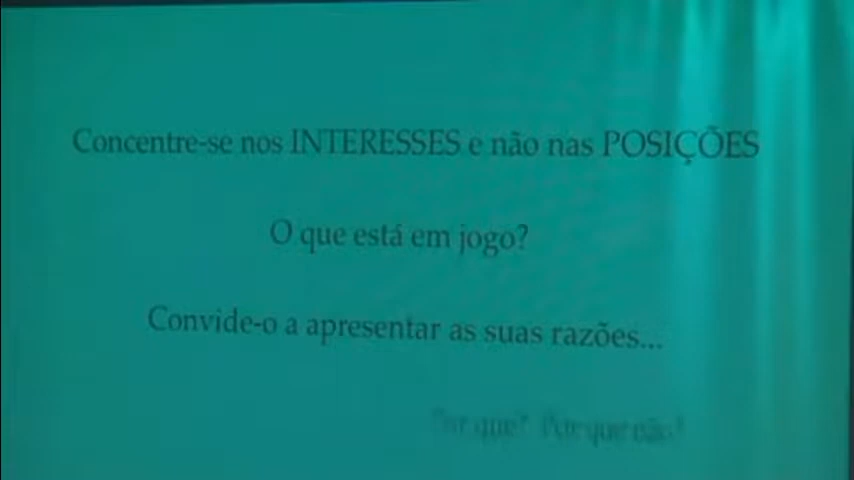 Concentre-se nos INTERESSES e não nas POSIÇÕES
O que está em jogo?
Convide-o a apresentar as suas razões...
Por que? Por que não?